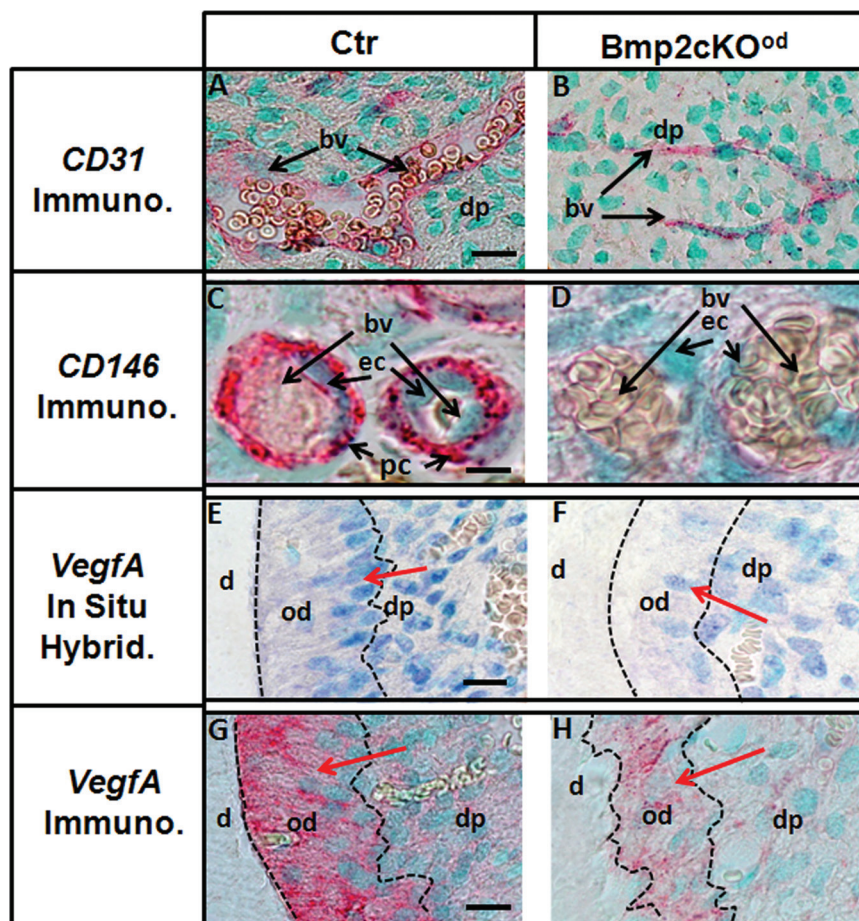 Ctr
Bmp2cKOod
CD31
Immuno.
A
bv
dp
B
dp
bv
CD146
Immuno.
C
bv
ec
pc
D
bv
ec
VegfA
In Situ
Hybrid.
E
d
od
dp
F
d
od
dp
VegfA
Immuno.
G
d
od
dp
H
d
od
dp